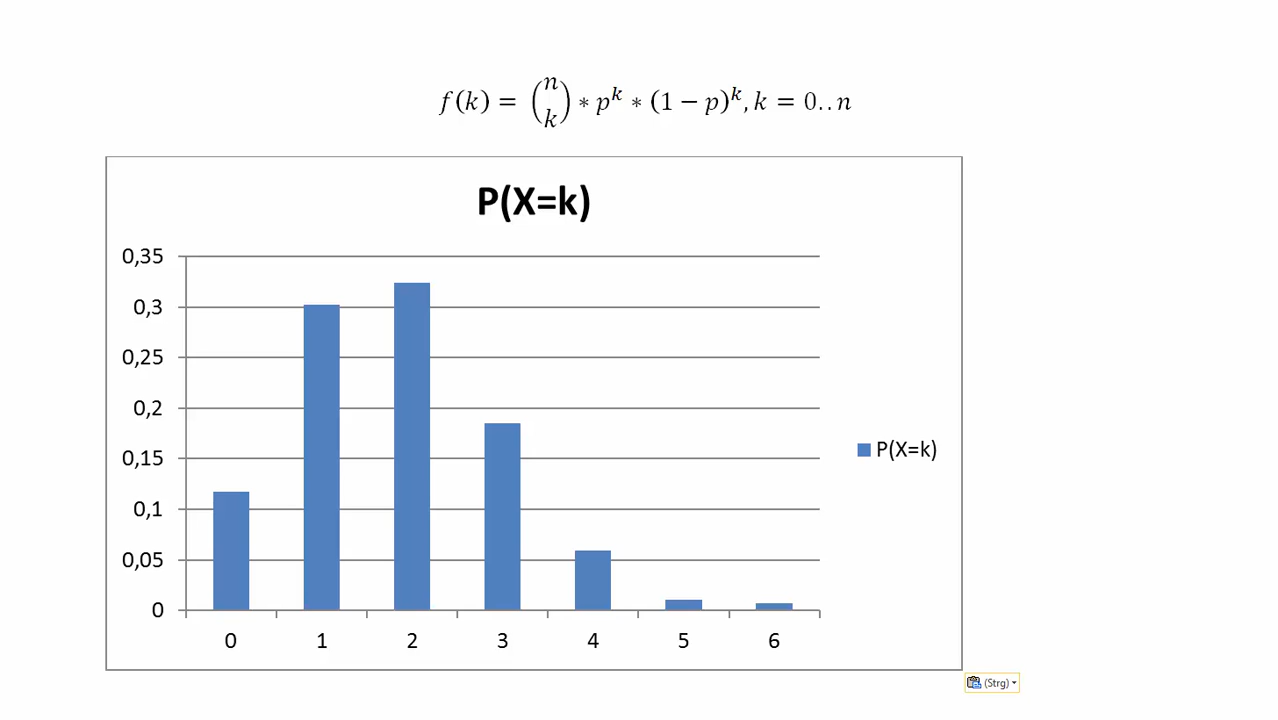 f(k) = (n k) * p^k * (1 − p)^k, k = 0..n
P(X=k)
0,35
0,3
0,25
0,2
0,15
0,1
0,05
0
0 1 2 3 4 5 6
P(X=k)
(Strg)